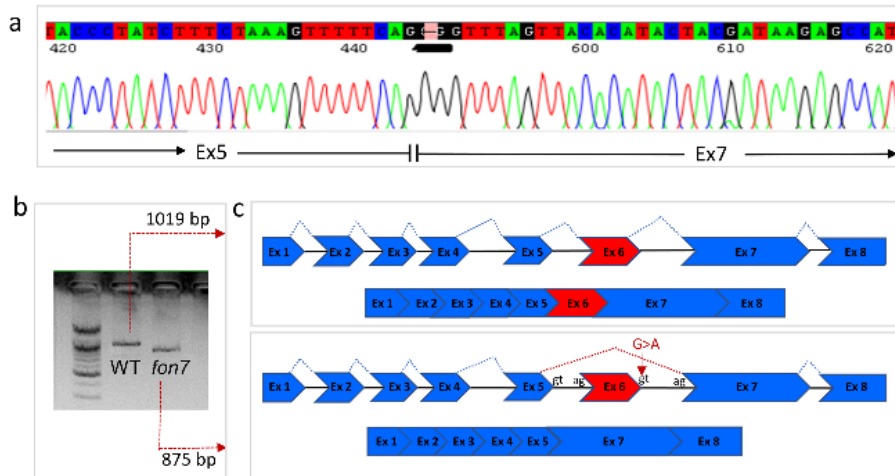 a
TACCCTATCTTTCTAAAGTTTTTCAG-GGTTTAGTTACACATACTACGATAAGAGCCAT
420 430 440 600 610 620
Ex5 Ex7
b
1019 bp
WT fon7
875 bp
c
Ex 1 Ex 2 Ex 3 Ex 4 Ex 5 Ex 6 Ex 7 Ex 8
Ex 1 Ex 2 Ex 3 Ex 4 Ex 5 Ex 6 Ex 7 Ex 8
G>A
Ex 1 Ex 2 Ex 3 Ex 4 Ex 5 gt ag Ex 6 gt ag Ex 7 Ex 8
Ex 1 Ex 2 Ex 3 Ex 4 Ex 5 Ex 7 Ex 8